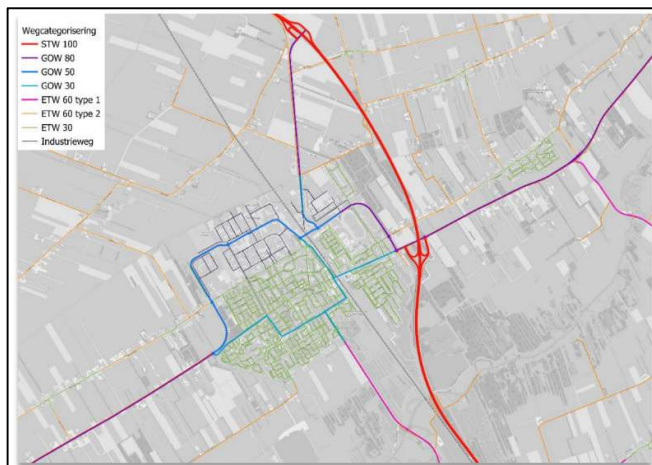 Wegcategorisering
STW 100
GOW 80
GOW 50
GOW 30
ETW 60 type 1
ETW 60 type 2
ETW 30
Industrieweg